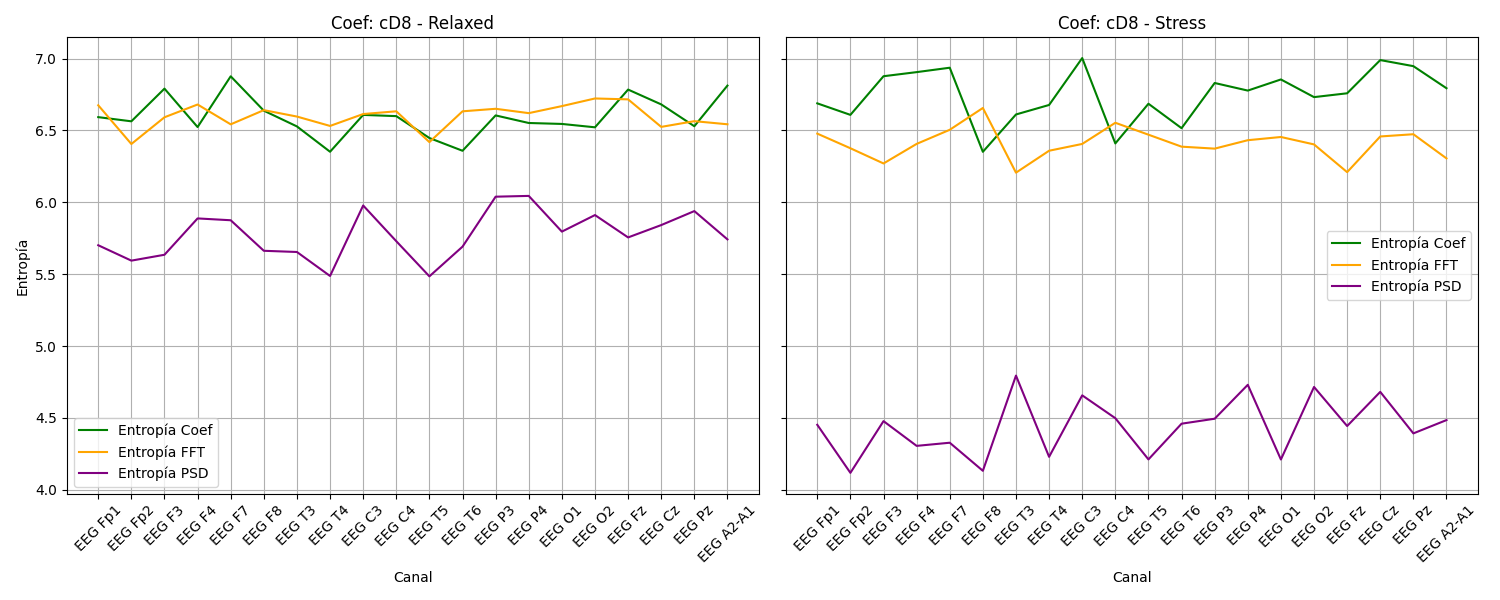 Coef: cD8 - Relaxed
Entropía
7.0
6.5
6.0
5.5
5.0
4.5
4.0
Entropía Coef
Entropía FFT
Entropía PSD
EEG Fp1
EEG Fp2
EEG F3
EEG F4
EEG F7
EEG F8
EEG T3
EEG T4
EEG C3
EEG C4
EEG T5
EEG T6
EEG P3
EEG P4
EEG O1
EEG O2
EEG Fz
EEG Cz
EEG Pz
EEG A2-A1
Canal
Coef: cD8 - Stress
Entropía Coef
Entropía FFT
Entropía PSD
EEG Fp1
EEG Fp2
EEG F3
EEG F4
EEG F7
EEG F8
EEG T3
EEG T4
EEG C3
EEG C4
EEG T5
EEG T6
EEG P3
EEG P4
EEG O1
EEG O2
EEG Fz
EEG Cz
EEG Pz
EEG A2-A1
Canal